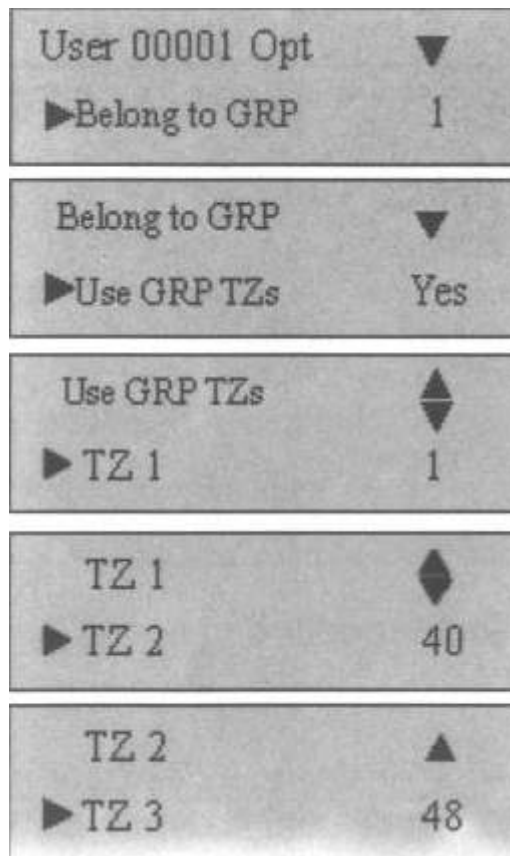 User 00001 Opt ▼
▶Belong to GRP 1
Belong to GRP ▼
▶Use GRP TZs Yes
Use GRP TZs ▲▼
▶TZ 1 1
TZ 1 ▲▼
▶TZ 2 40
TZ 2 ▲
▶TZ 3 48